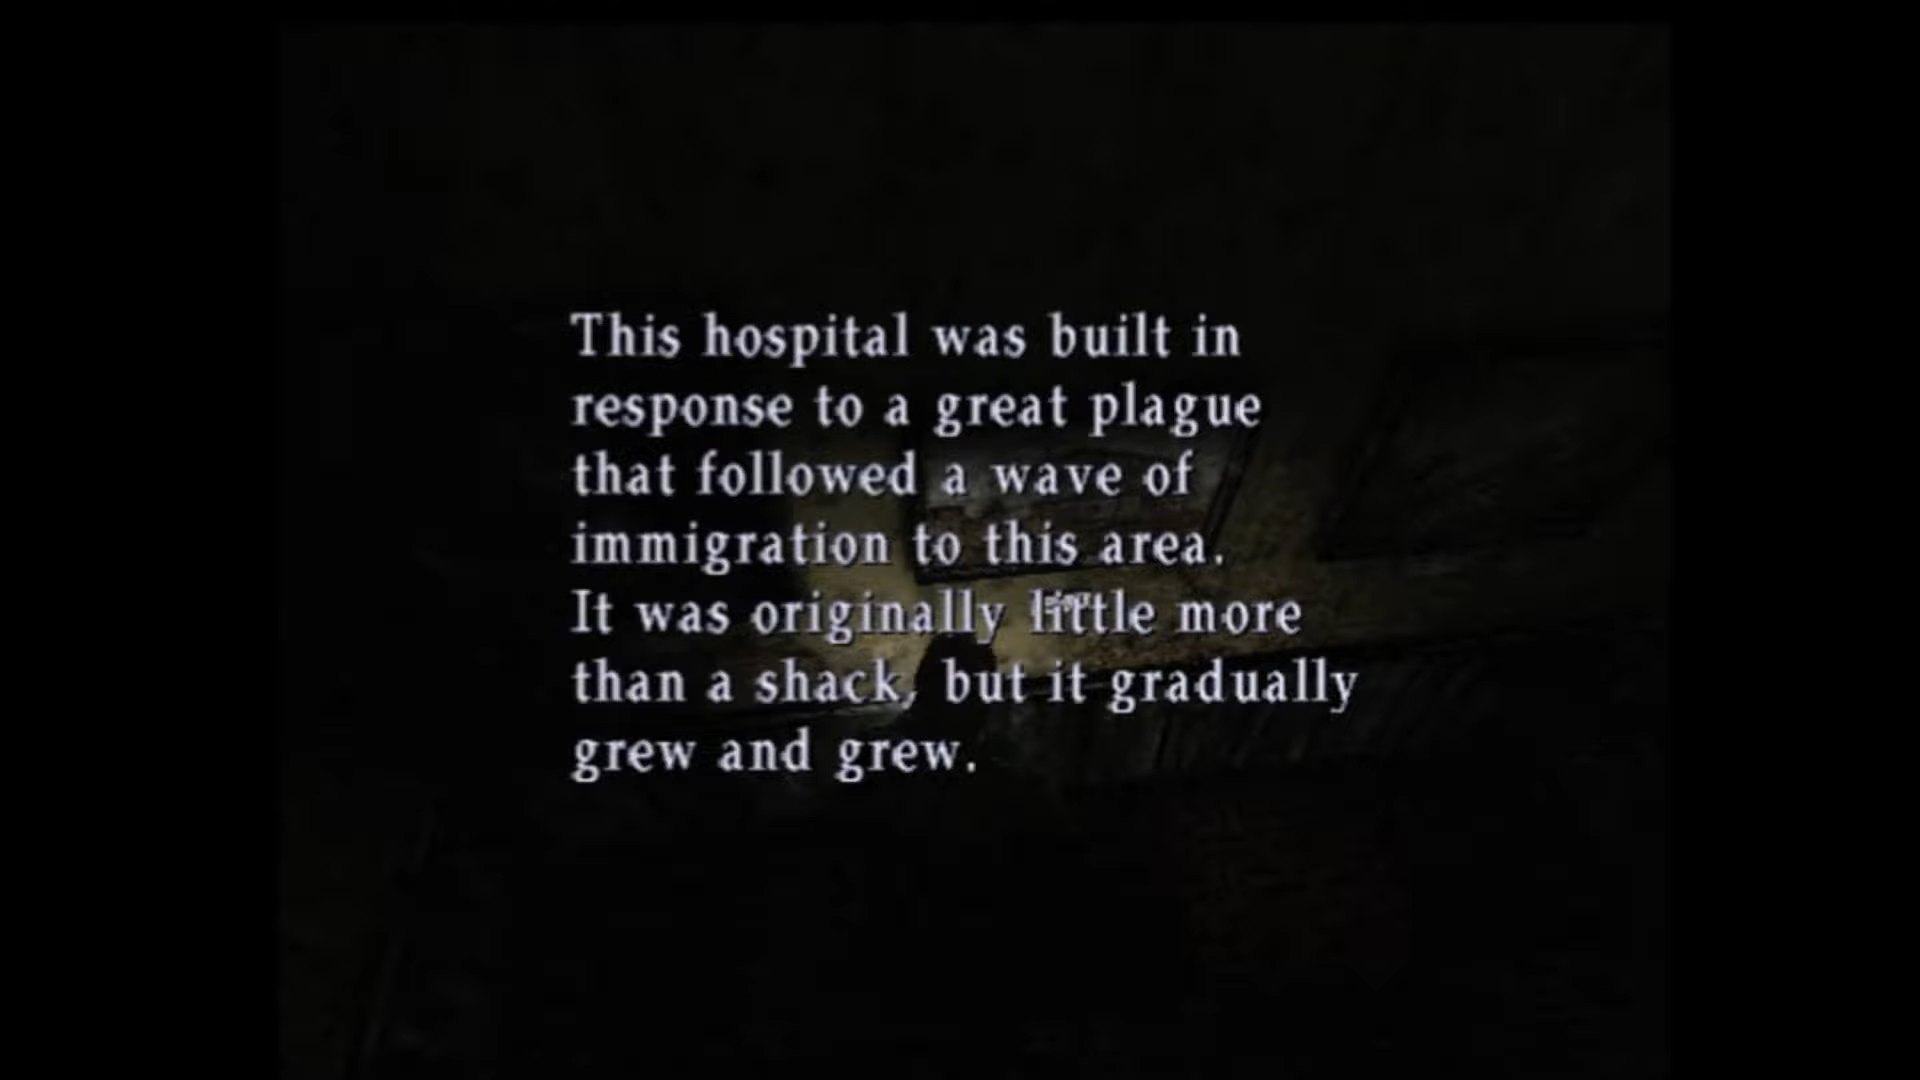 This hospital was built in
response to a great plague
that followed a wave of
immigration to this area.
It was originally little more
than a shack, but it gradually
grew and grew.